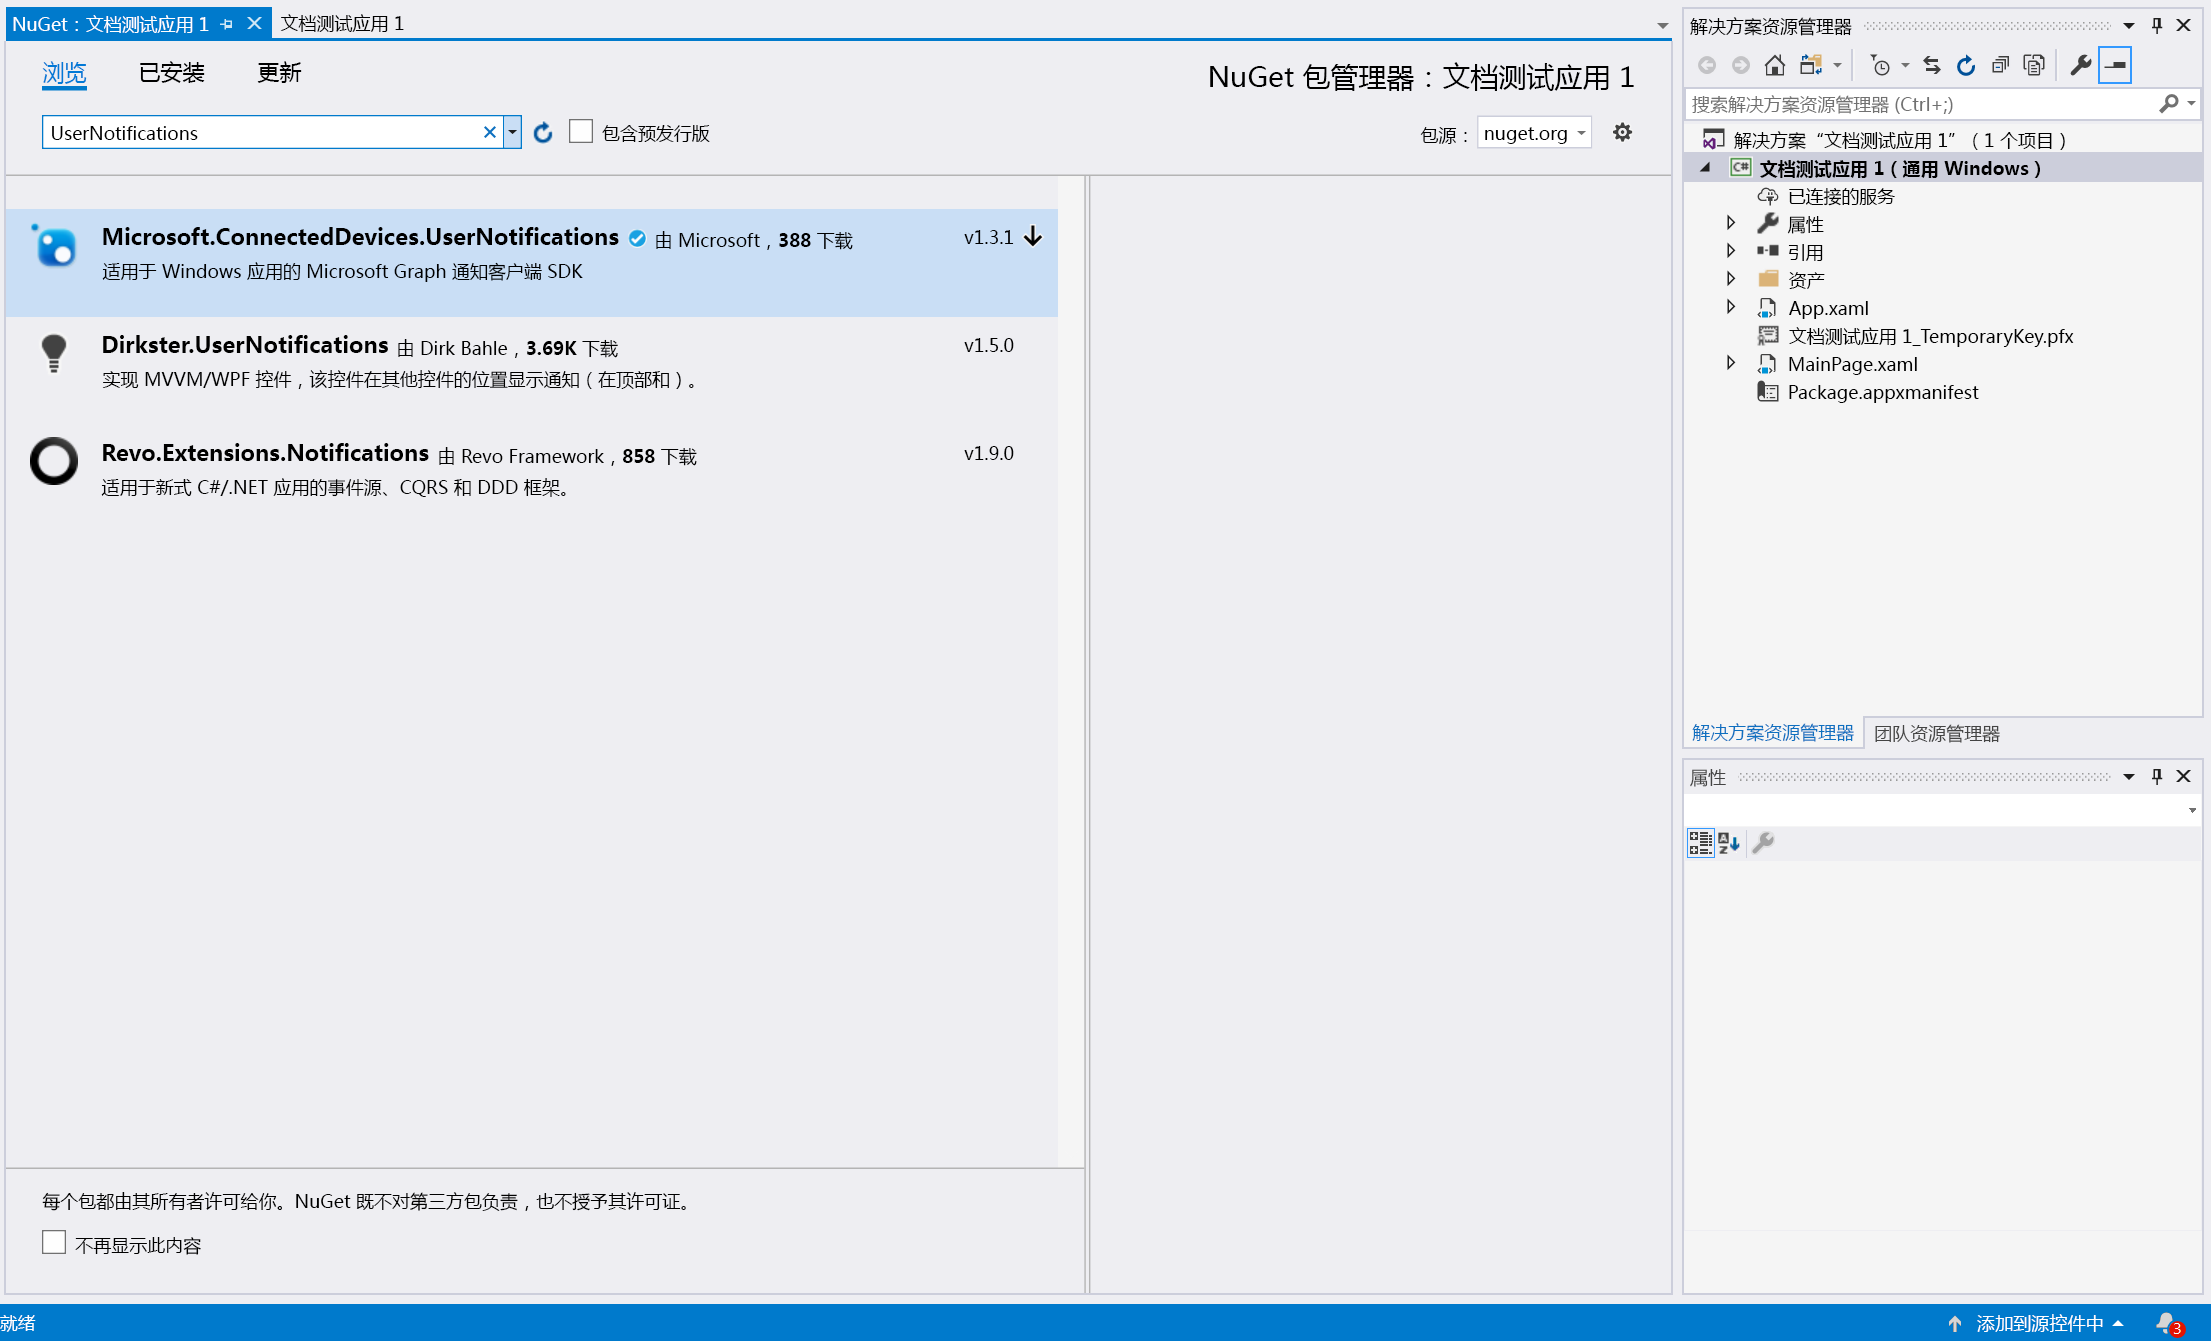 NuGet：文档测试应用 1
文档测试应用 1
浏览 已安装 更新
NuGet 包管理器：文档测试应用 1
UserNotifications
包含预发行版
包源： nuget.org
Microsoft.ConnectedDevices.UserNotifications 由 Microsoft，388 下载 v1.3.1
适用于 Windows 应用的 Microsoft Graph 通知客户端 SDK
Dirkster.UserNotifications 由 Dirk Bahle，3.69K 下载 v1.5.0
实现 MVVM/WPF 控件，该控件在其他控件的位置显示通知（在顶部和）。
Revo.Extensions.Notifications 由 Revo Framework，858 下载 v1.9.0
适用于新式 C#/.NET 应用的事件源、CQRS 和 DDD 框架。
每个包都由其所有者许可给你。NuGet 既不对第三方包负责，也不授予其许可证。
不再显示此内容
解决方案资源管理器
搜索解决方案资源管理器 (Ctrl+;)
解决方案“文档测试应用 1”（1 个项目）
C# 文档测试应用 1（通用 Windows）
已连接的服务
属性
引用
资产
App.xaml
文档测试应用 1_TemporaryKey.pfx
MainPage.xaml
Package.appxmanifest
解决方案资源管理器 团队资源管理器
属性
就绪
添加到源控件中
3